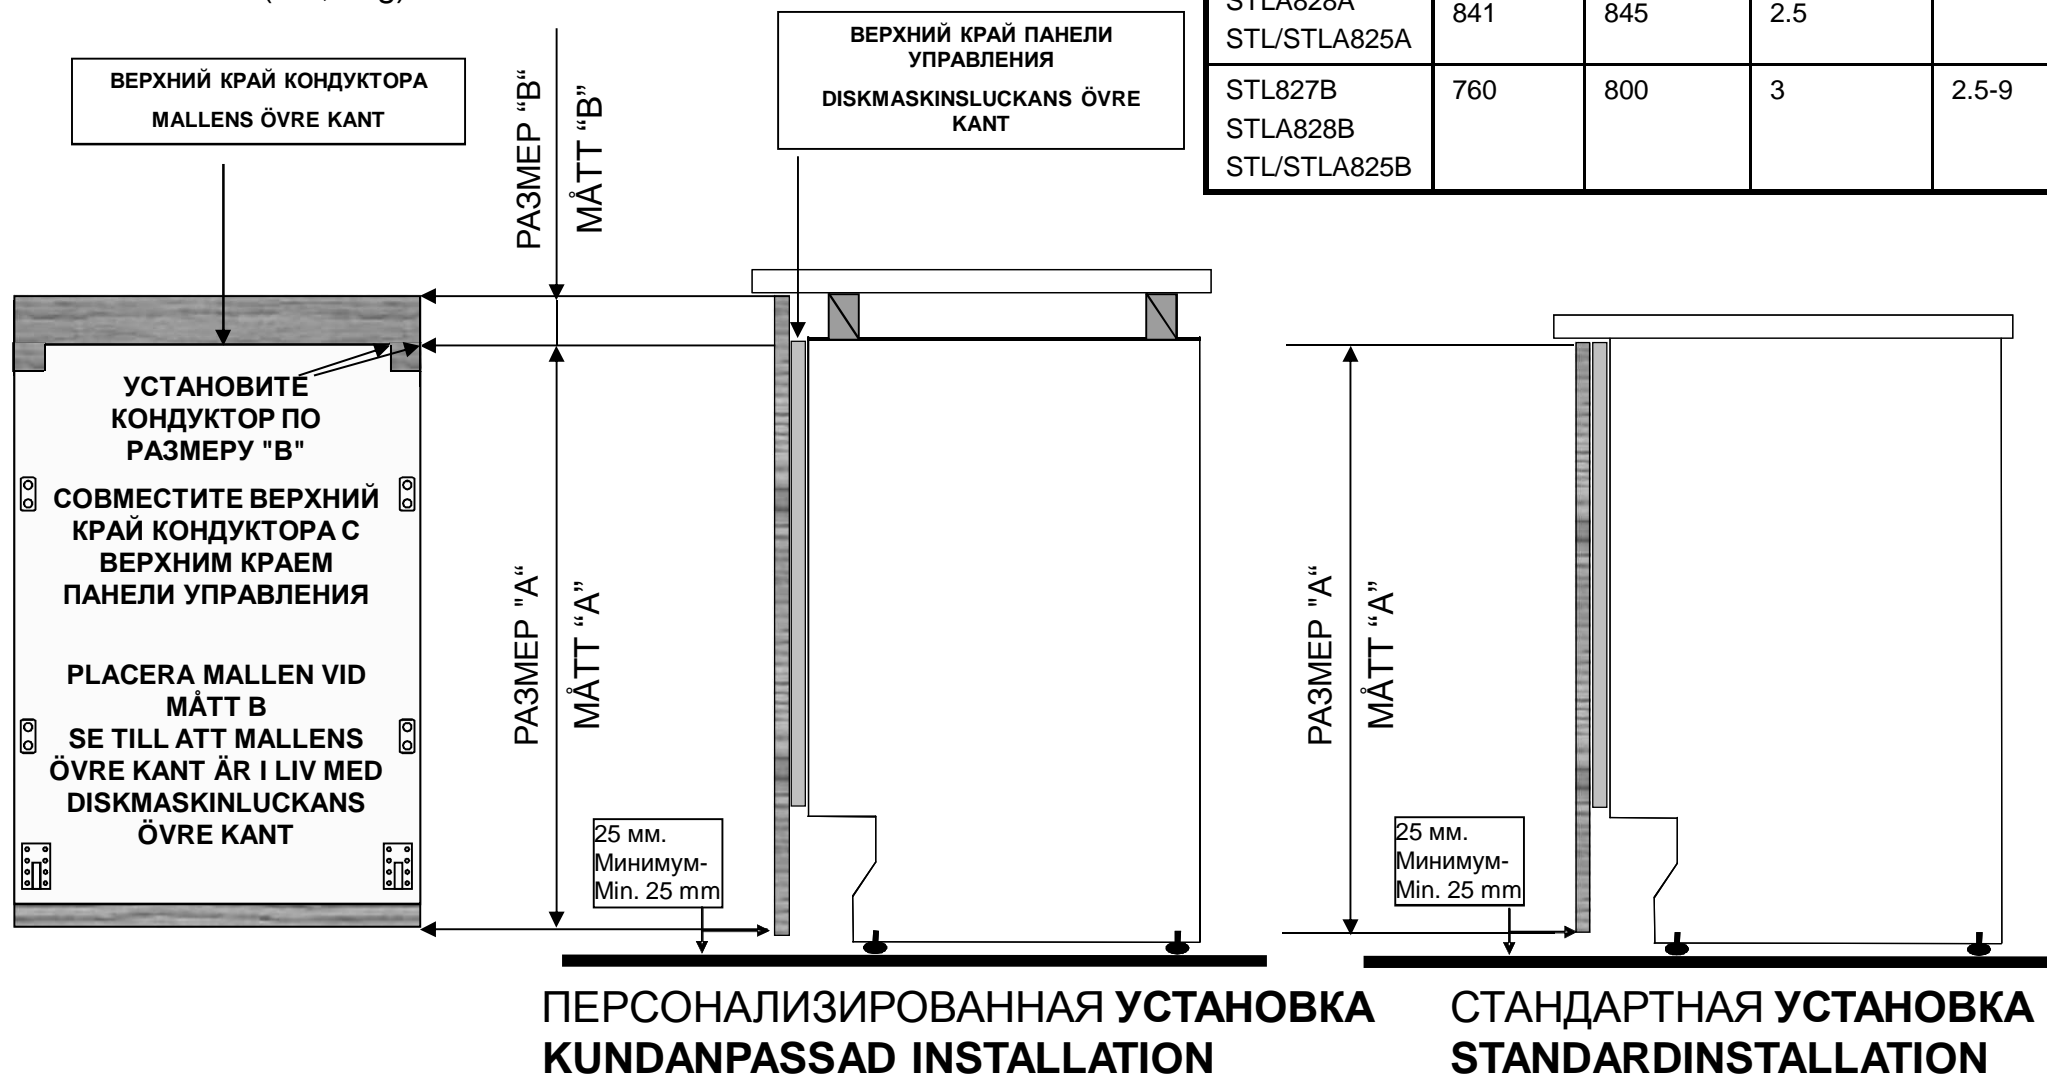 STLA828A
STL/STLA825A
841
845
2.5
STL827B
STLA828B
STL/STLA825B
760
800
3
2.5-9
ВЕРХНИЙ КРАЙ КОНДУКТОРА
MALLENS ÖVRE KANT
ВЕРХНИЙ КРАЙ ПАНЕЛИ
УПРАВЛЕНИЯ
DISKMASKINSLUCKANS ÖVRE
KANT
РАЗМЕР “В“
MÅTT “B”
УСТАНОВИТЕ
КОНДУКТОР ПО
РАЗМЕРУ "В"
СОВМЕСТИТЕ ВЕРХНИЙ
КРАЙ КОНДУКТОРА С
ВЕРХНИМ КРАЕМ
ПАНЕЛИ УПРАВЛЕНИЯ
PLACERA MALLEN VID
MÅTT B
SE TILL ATT MALLENS
ÖVRE KANT ÄR I LIV MED
DISKMASKINLUCKANS
ÖVRE KANT
РАЗМЕР "А“
MÅTT “A”
25 мм.
Минимум-
Min. 25 mm
РАЗМЕР "А“
MÅTT “A”
25 мм.
Минимум-
Min. 25 mm
ПЕРСОНАЛИЗИРОВАННАЯ УСТАНОВКА
KUNDANPASSAD INSTALLATION
СТАНДАРТНАЯ УСТАНОВКА
STANDARDINSTALLATION